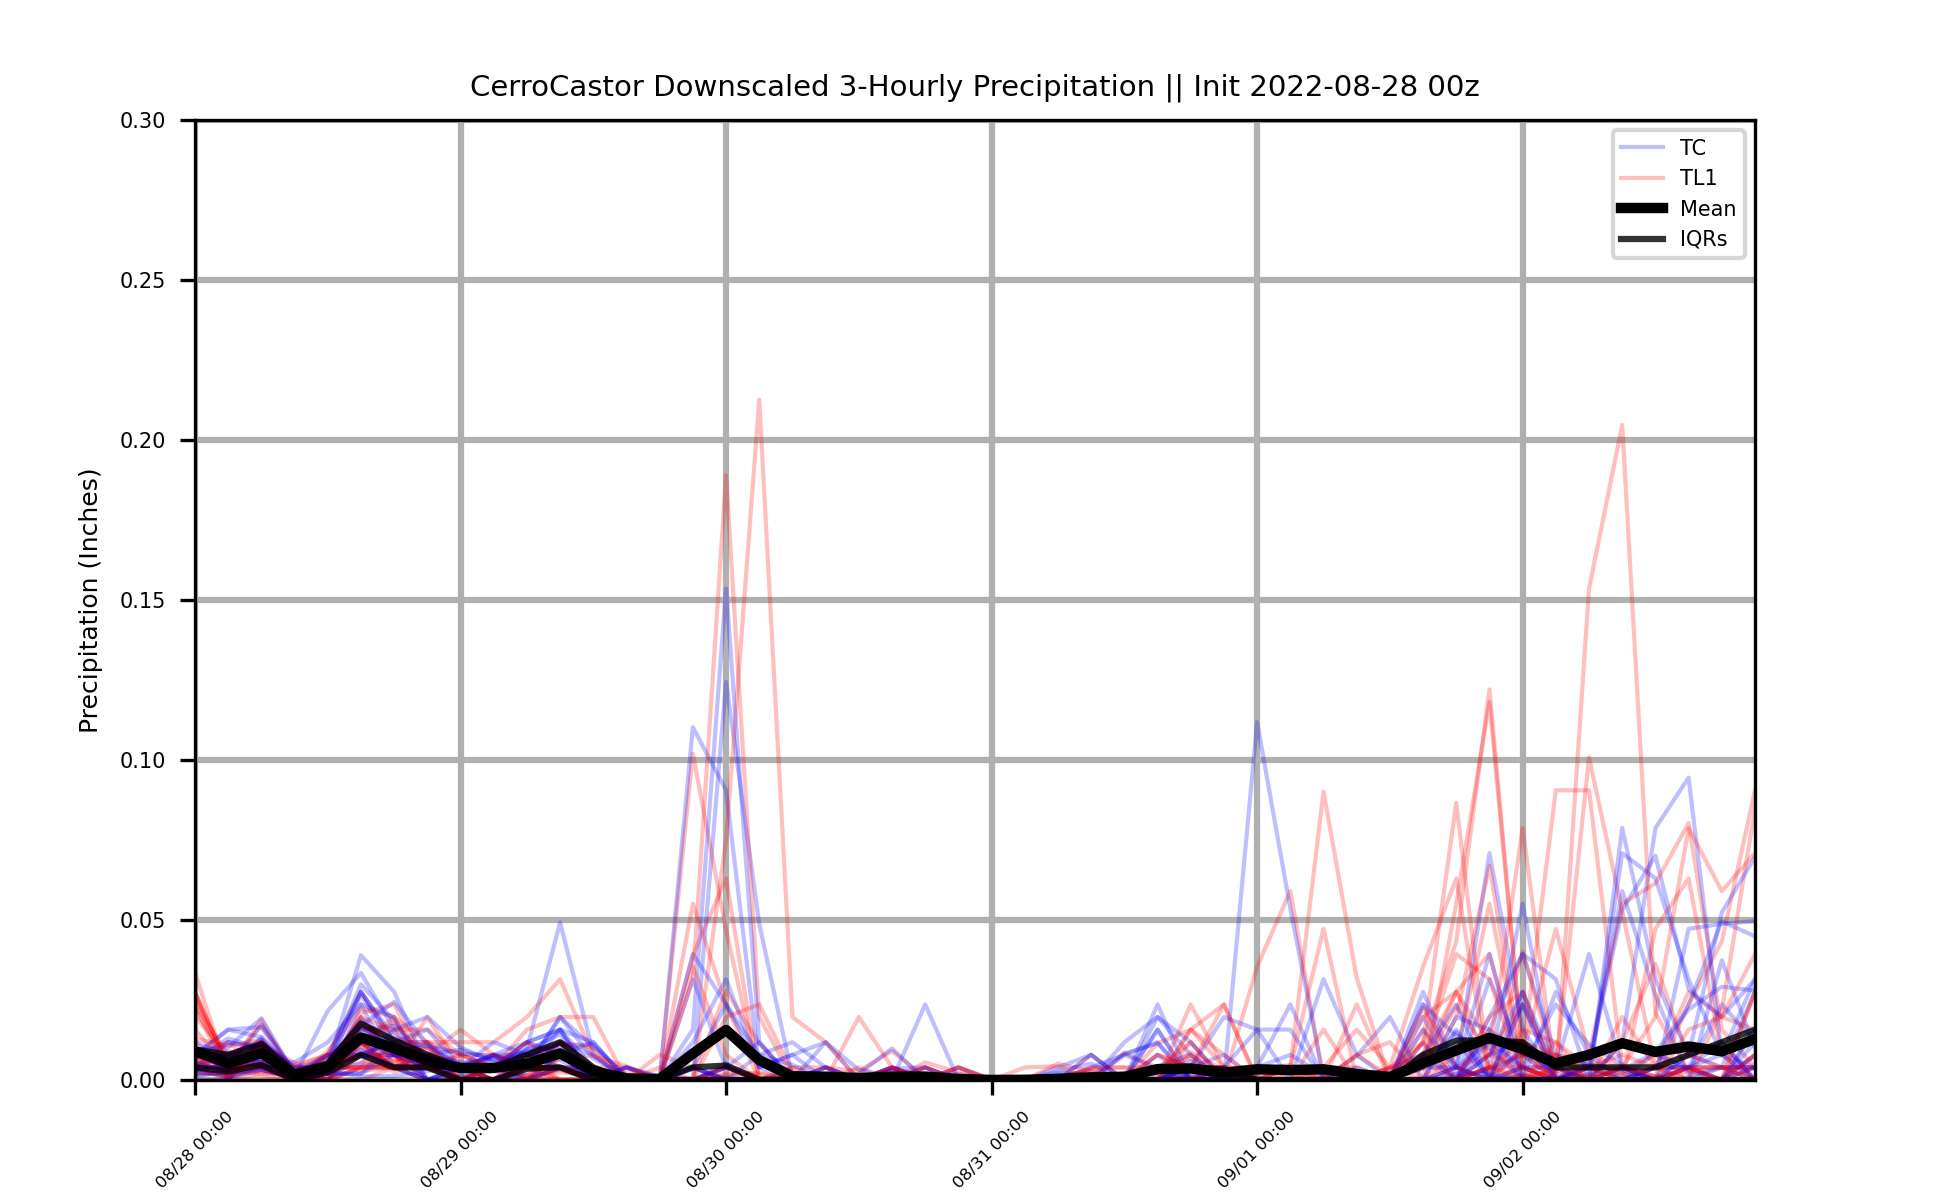 CerroCastor Downscaled 3-Hourly Precipitation || Init 2022-08-28 00z
0.30
0.25
0.20
0.15
0.10
0.05
0.00
Precipitation (Inches)
TC
TL1
Mean
IQRs
08/28 00:00
08/29 00:00
08/30 00:00
08/31 00:00
09/01 00:00
09/02 00:00